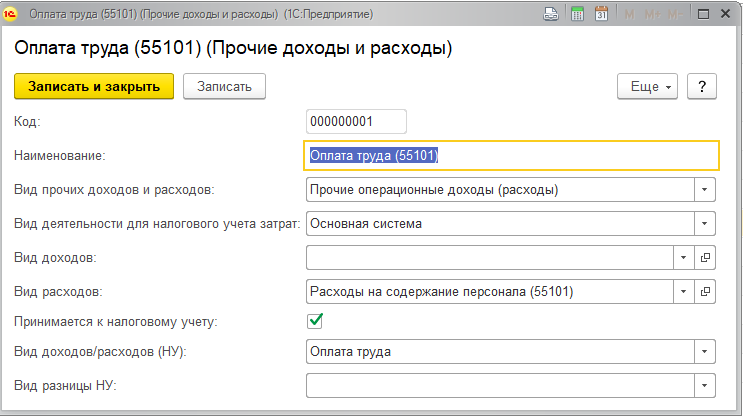 Оплата труда (55101) (Прочие доходы и расходы) (1С:Предприятие) M M+ M-
Оплата труда (55101) (Прочие доходы и расходы)
Записать и закрыть Записать Еще ?
Код: 000000001
Наименование: Оплата труда (55101)
Вид прочих доходов и расходов: Прочие операционные доходы (расходы)
Вид деятельности для налогового учета затрат: Основная система
Вид доходов:
Вид расходов: Расходы на содержание персонала (55101)
Принимается к налоговому учету:
Вид доходов/расходов (НУ): Оплата труда
Вид разницы НУ: